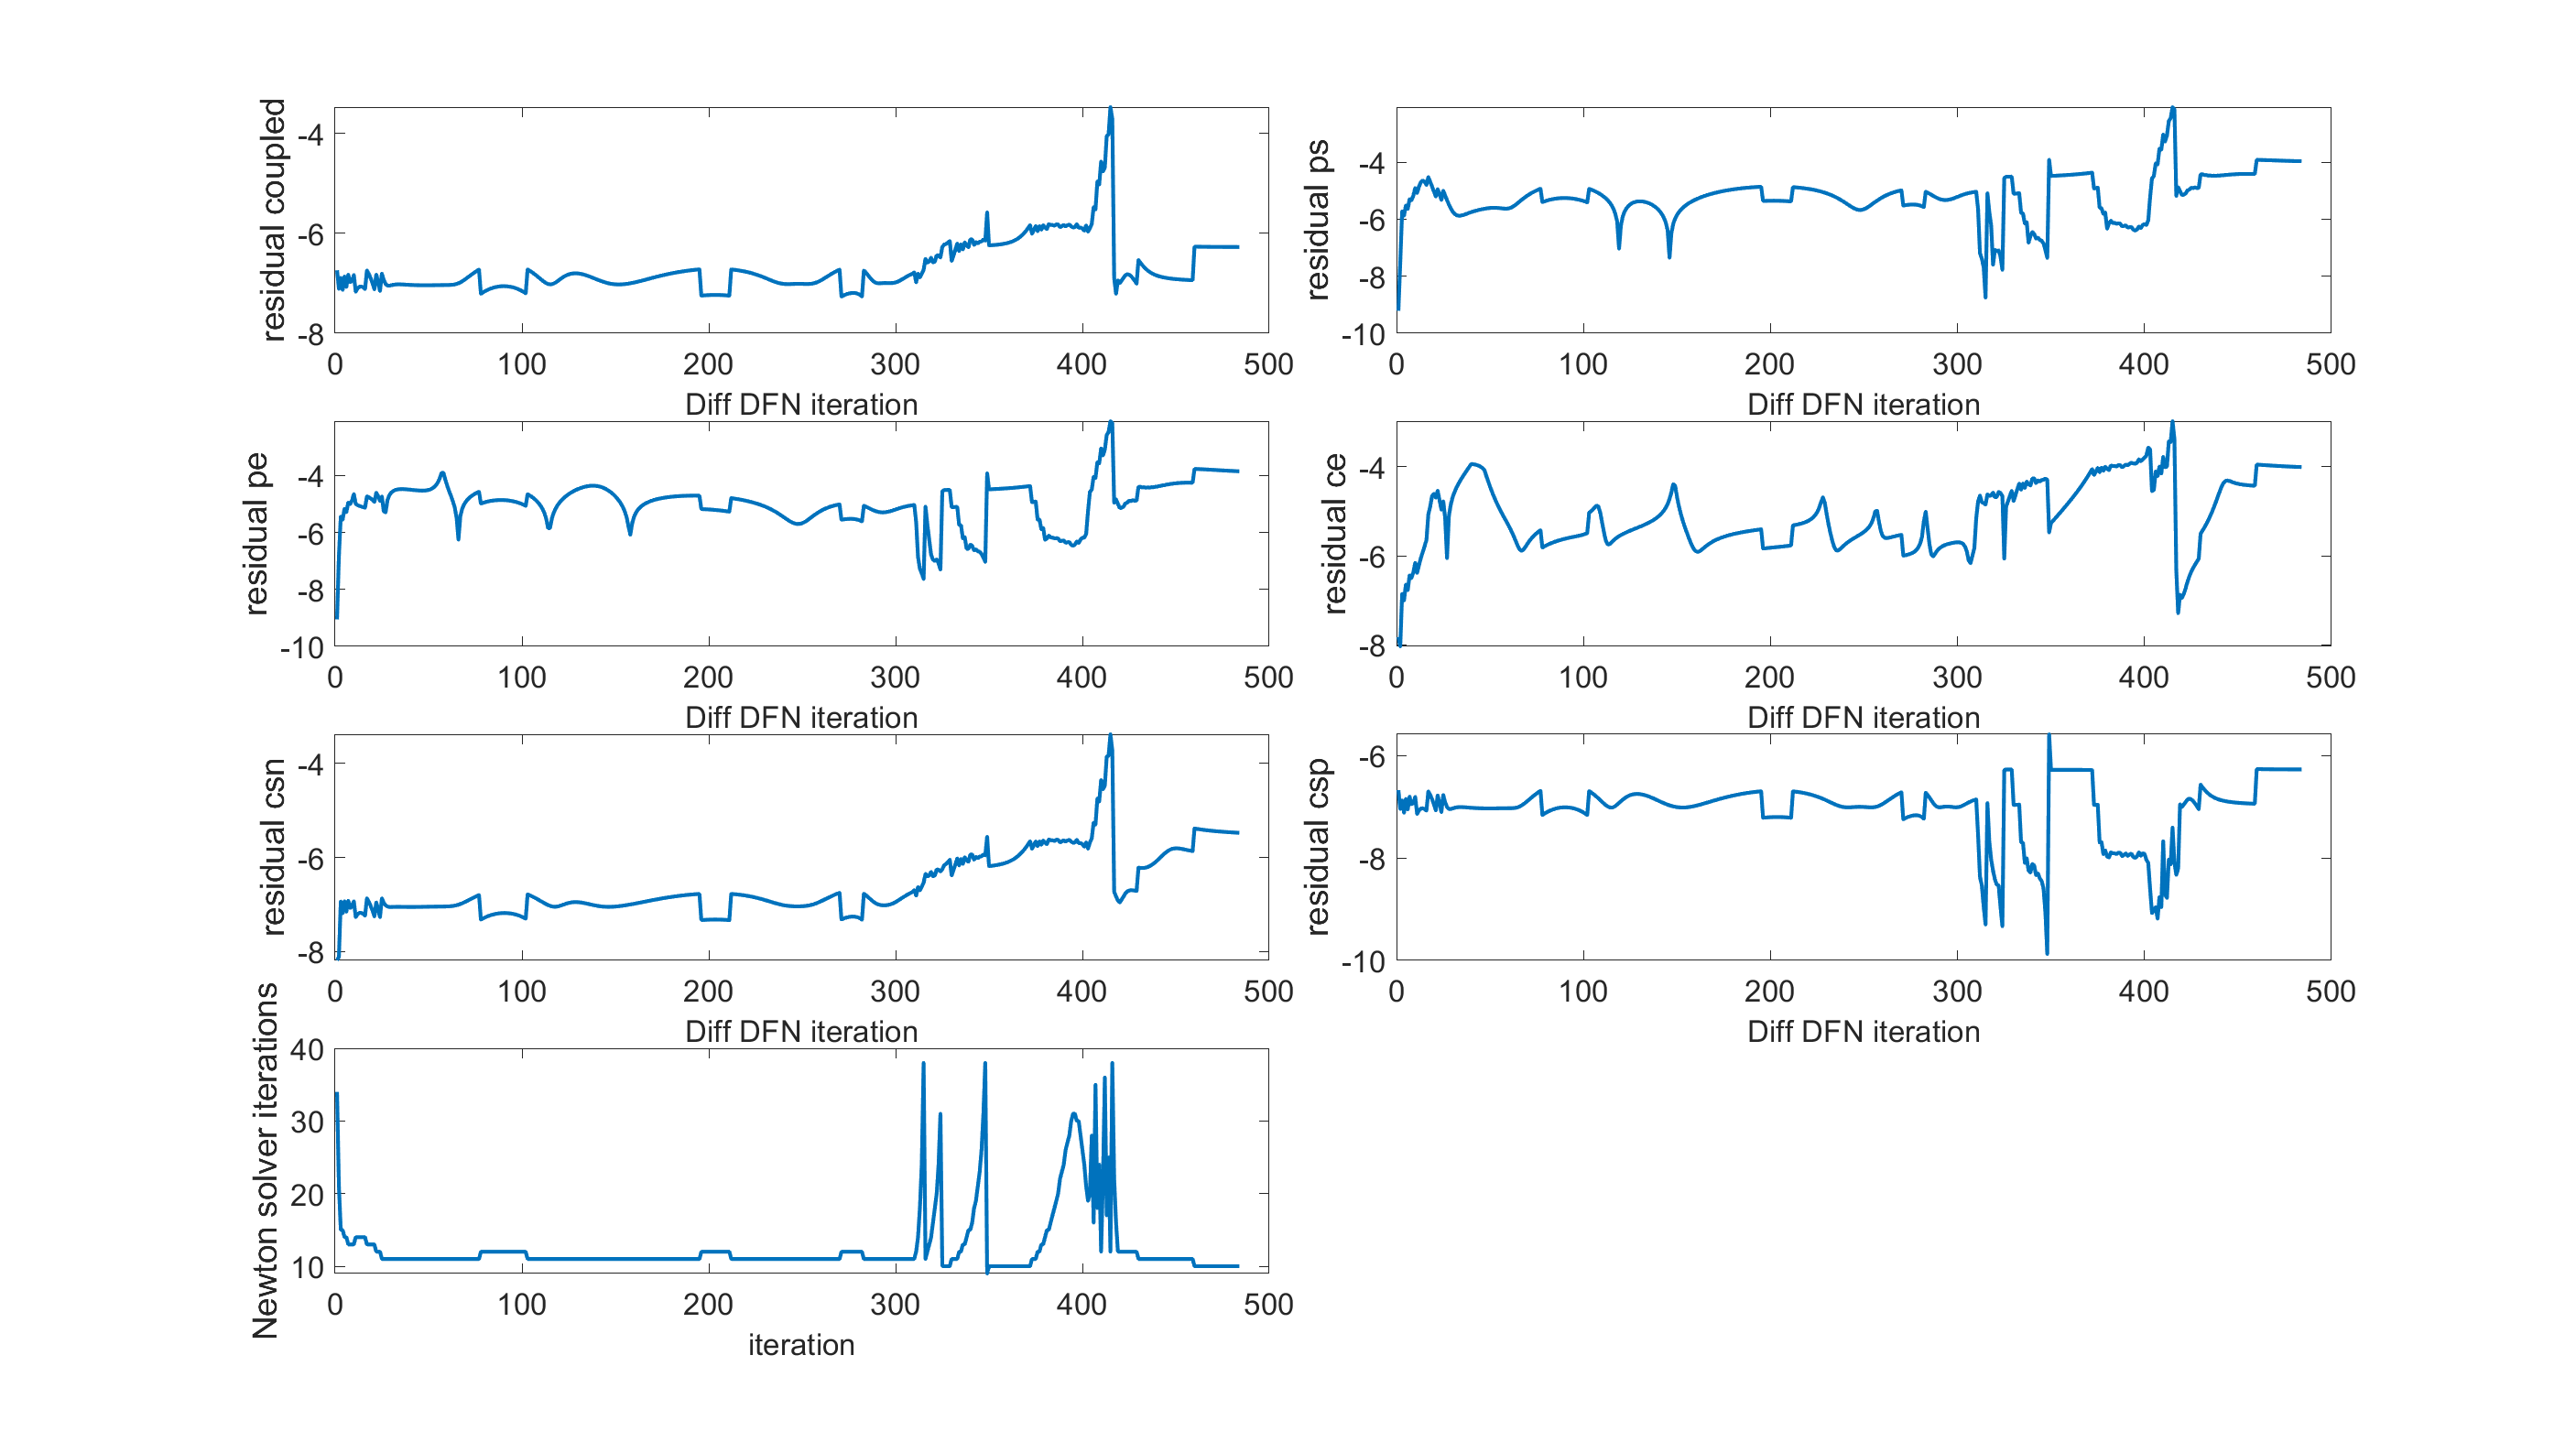 residual coupled
-4
-6
-8
0 100 200 300 400 500
Diff DFN iteration
residual ps
-4
-6
-8
-10
0 100 200 300 400 500
Diff DFN iteration
residual pe
-4
-6
-8
-10
0 100 200 300 400 500
Diff DFN iteration
residual ce
-4
-6
-8
0 100 200 300 400 500
Diff DFN iteration
residual csn
-4
-6
-8
0 100 200 300 400 500
Diff DFN iteration
residual csp
-6
-8
-10
0 100 200 300 400 500
Diff DFN iteration
Newton solver iterations
40
30
20
10
0 100 200 300 400 500
iteration